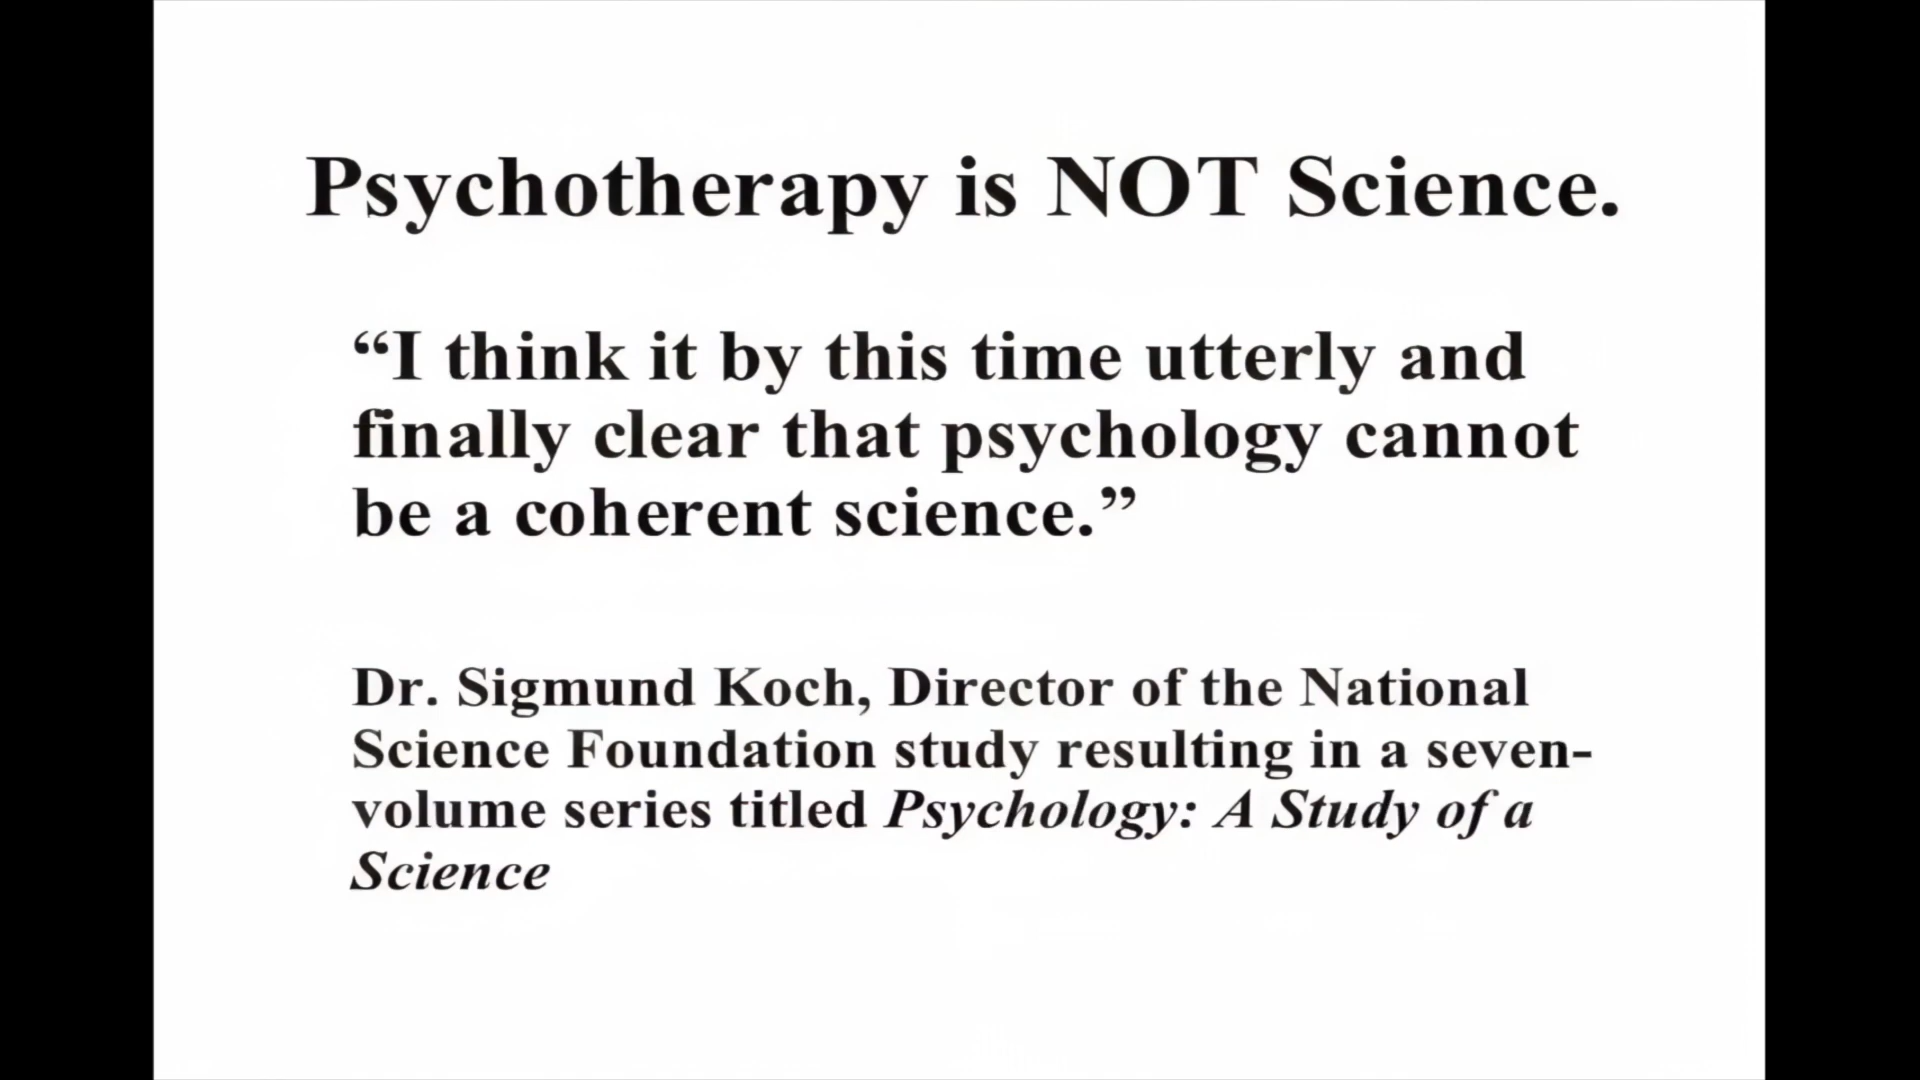 Psychotherapy is NOT Science.
“I think it by this time utterly and
finally clear that psychology cannot
be a coherent science.”
Dr. Sigmund Koch, Director of the National
Science Foundation study resulting in a seven-
volume series titled Psychology: A Study of a
Science